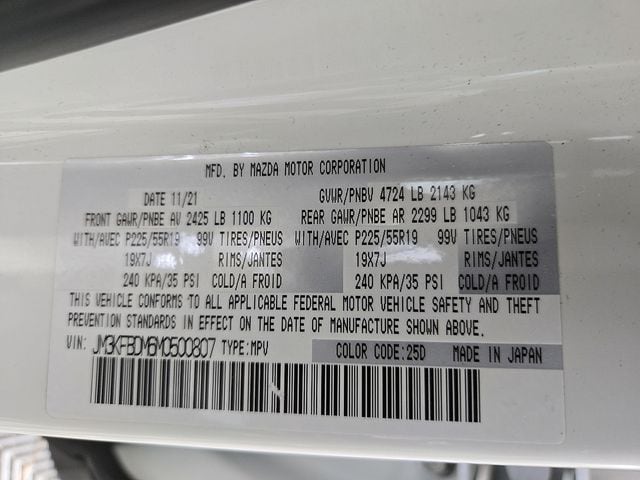 MFD. BY MAZDA MOTOR CORPORATION
DATE 11/21 GVWR/PNBV 4724 LB 2143 KG
FRONT GAWR/PNBE AV 2425 LB 1100 KG REAR GAWR/PNBE AR 2299 LB 1043 KG
WITH/AVEC P225/55R19 99V TIRES/PNEUS WITH/AVEC P225/55R19 99V TIRES/PNEUS
19X7J RIMS/JANTES 19X7J RIMS/JANTES
240 KPA/35 PSI COLD/A FROID 240 KPA/35 PSI COLD/A FROID
THIS VEHICLE CONFORMS TO ALL APPLICABLE FEDERAL MOTOR VEHICLE SAFETY AND THEFT
PREVENTION STANDARDS IN EFFECT ON THE DATE OF MANUFACTURE SHOWN ABOVE.
VIN: JM3KFBDM6M0500807 TYPE:MPV COLOR CODE:25D MADE IN JAPAN